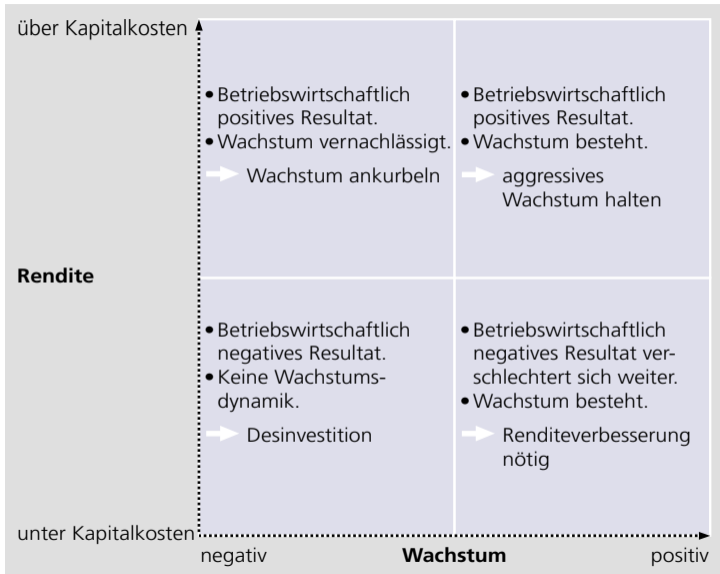 über Kapitalkosten
• Betriebswirtschaftlich
positives Resultat.
• Wachstum vernachlässigt.
Wachstum ankurbeln
• Betriebswirtschaftlich
positives Resultat.
• Wachstum besteht.
aggressives
Wachstum halten
Rendite
• Betriebswirtschaftlich
negatives Resultat.
• Keine Wachstums-
dynamik.
Desinvestition
• Betriebswirtschaftlich
negatives Resultat ver-
schlechtert sich weiter.
• Wachstum besteht.
Renditeverbesserung
nötig
unter Kapitalkosten
negativ
Wachstum
positiv